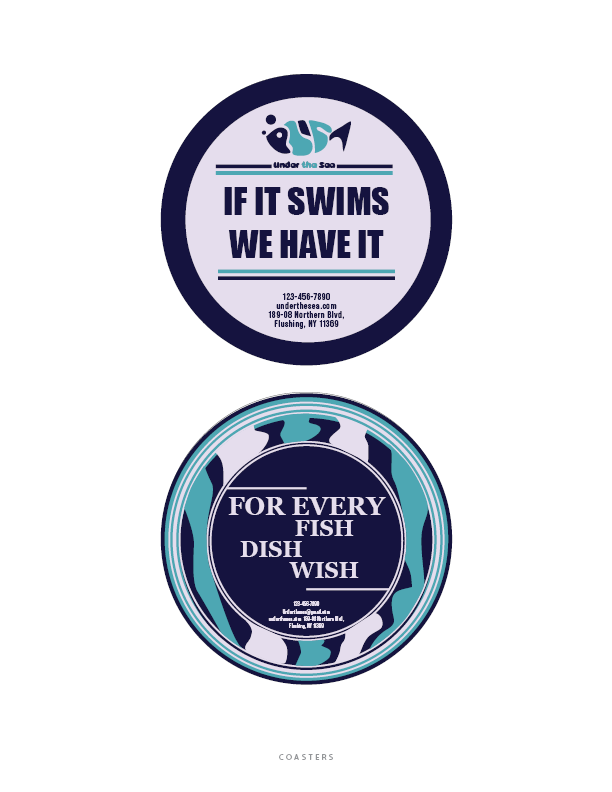 Under the Sea
IF IT SWIMS
WE HAVE IT
123-456-7890
underthesea.com
189-08 Northern Blvd,
Flushing, NY 11369
FOR EVERY
FISH
DISH
WISH
123-456-7890
Underthesea@gmail.com
underthesea.com 189-08 Northern Blvd,
Flushing, NY 11369
COASTERS